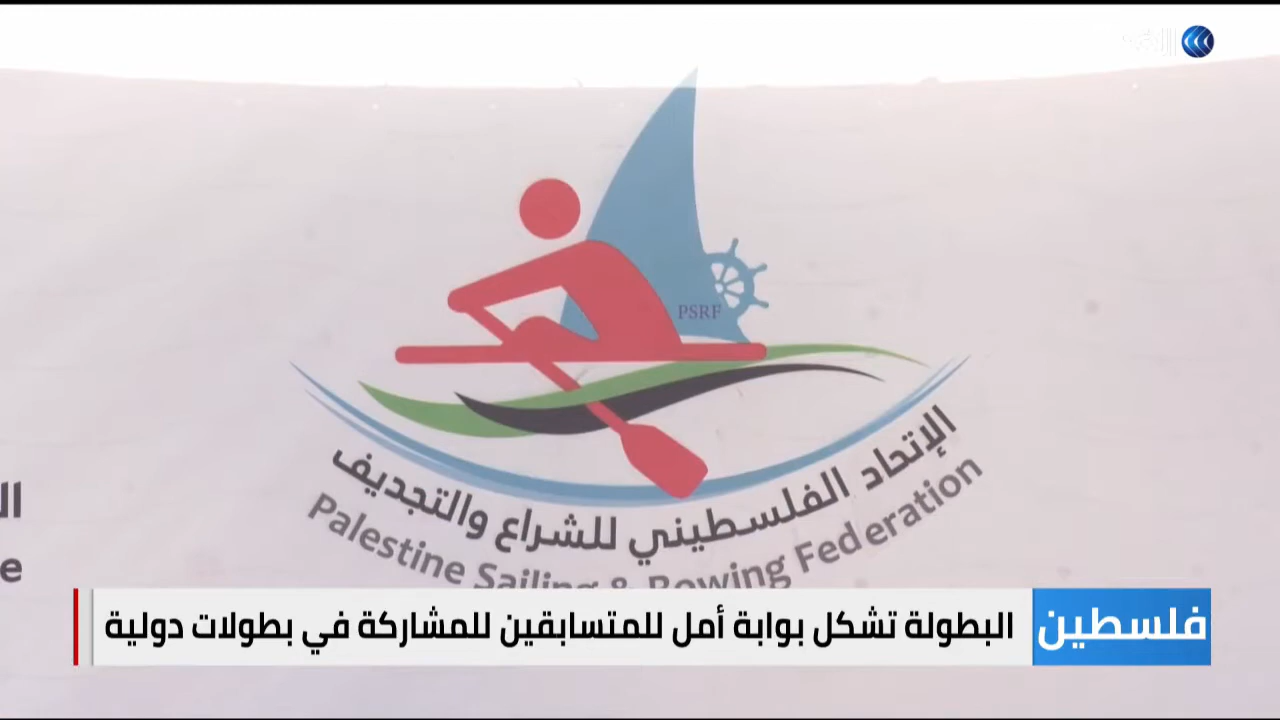 PSRF
الإتحاد الفلسطيني للشراع والتجديف
Palestine Sailing & Rowing Federation
فلسطين
البطولة تشكل بوابة أمل للمتسابقين للمشاركة في بطولات دولية